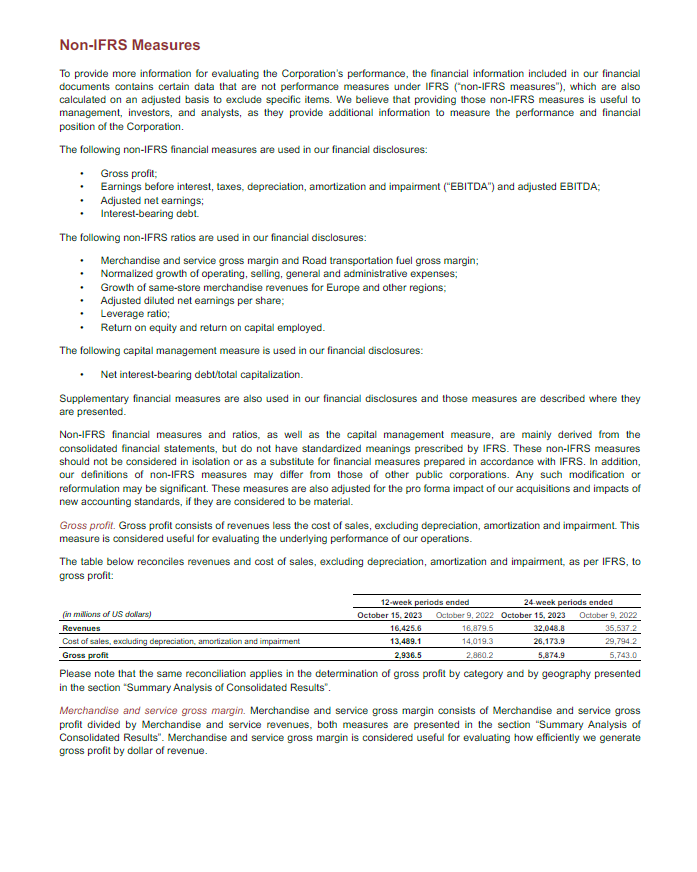 Non-IFRS Measures
To provide more information for evaluating the Corporation's performance, the financial information included in our financial
documents contains certain data that are not performance measures under IFRS (“non-IFRS measures”), which are also
calculated on an adjusted basis to exclude specific items. We believe that providing those non-IFRS measures is useful to
management, investors, and analysts, as they provide additional information to measure the performance and financial
position of the Corporation.
The following non-IFRS financial measures are used in our financial disclosures:
• Gross profit;
• Earnings before interest, taxes, depreciation, amortization and impairment (“EBITDA”) and adjusted EBITDA;
• Adjusted net earnings;
• Interest-bearing debt.
The following non-IFRS ratios are used in our financial disclosures:
• Merchandise and service gross margin and Road transportation fuel gross margin;
• Normalized growth of operating, selling, general and administrative expenses;
• Growth of same-store merchandise revenues for Europe and other regions;
• Adjusted diluted net earnings per share;
• Leverage ratio;
• Return on equity and return on capital employed.
The following capital management measure is used in our financial disclosures:
• Net interest-bearing debt/total capitalization.
Supplementary financial measures are also used in our financial disclosures and those measures are described where they
are presented.
Non-IFRS financial measures and ratios, as well as the capital management measure, are mainly derived from the
consolidated financial statements, but do not have standardized meanings prescribed by IFRS. These non-IFRS measures
should not be considered in isolation or as a substitute for financial measures prepared in accordance with IFRS. In addition,
our definitions of non-IFRS measures may differ from those of other public corporations. Any such modification or
reformulation may be significant. These measures are also adjusted for the pro forma impact of our acquisitions and impacts of
new accounting standards, if they are considered to be material.
Gross profit. Gross profit consists of revenues less the cost of sales, excluding depreciation, amortization and impairment. This
measure is considered useful for evaluating the underlying performance of our operations.
The table below reconciles revenues and cost of sales, excluding depreciation, amortization and impairment, as per IFRS, to
gross profit:
12-week periods ended 24-week periods ended
(in millions of US dollars) October 15, 2023 October 9, 2022 October 15, 2023 October 9, 2022
Revenues 16,425.6 16,879.5 32,048.8 35,537.2
Cost of sales, excluding depreciation, amortization and impairment 13,489.1 14,019.3 26,173.9 29,794.2
Gross profit 2,936.5 2,860.2 5,874.9 5,743.0
Please note that the same reconciliation applies in the determination of gross profit by category and by geography presented
in the section “Summary Analysis of Consolidated Results”.
Merchandise and service gross margin. Merchandise and service gross margin consists of Merchandise and service gross
profit divided by Merchandise and service revenues, both measures are presented in the section “Summary Analysis of
Consolidated Results”. Merchandise and service gross margin is considered useful for evaluating how efficiently we generate
gross profit by dollar of revenue.